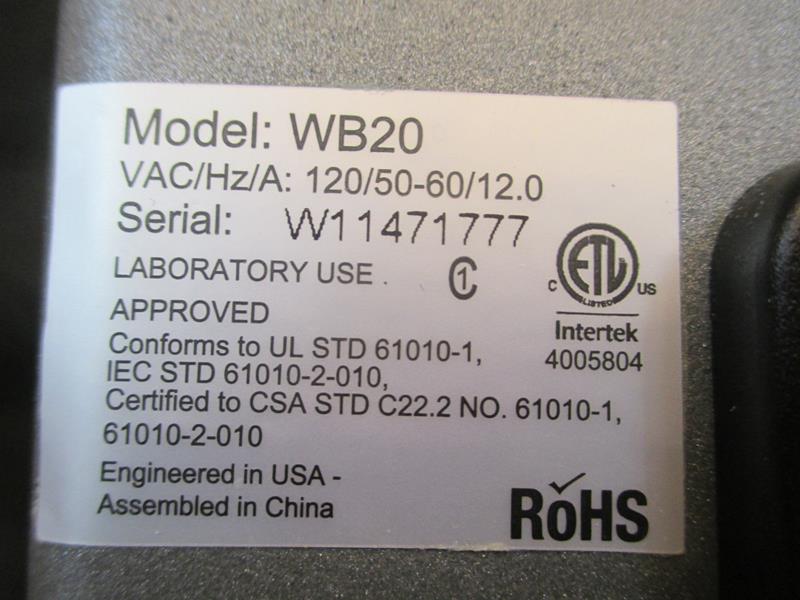 Model: WB20
VAC/Hz/A: 120/50-60/12.0
Serial: W11471777
LABORATORY USE .
1
C ETL US
LISTED
APPROVED
Intertek
4005804
Conforms to UL STD 61010-1,
IEC STD 61010-2-010,
Certified to CSA STD C22.2 NO. 61010-1,
61010-2-010
Engineered in USA -
Assembled in China
RoHS